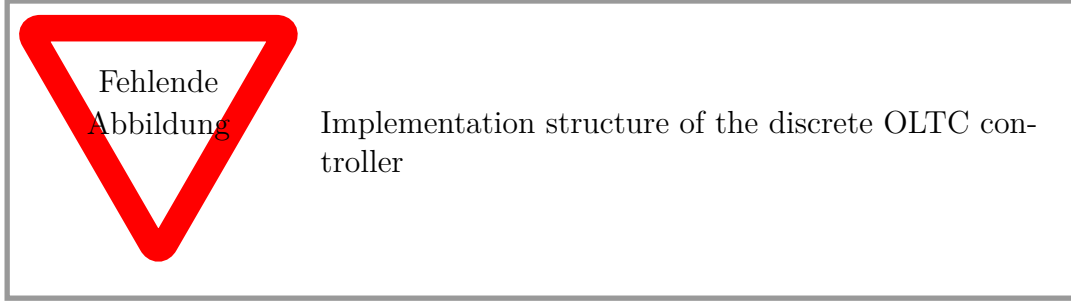 Fehlende
Abbildung
Implementation structure of the discrete OLTC con-
troller